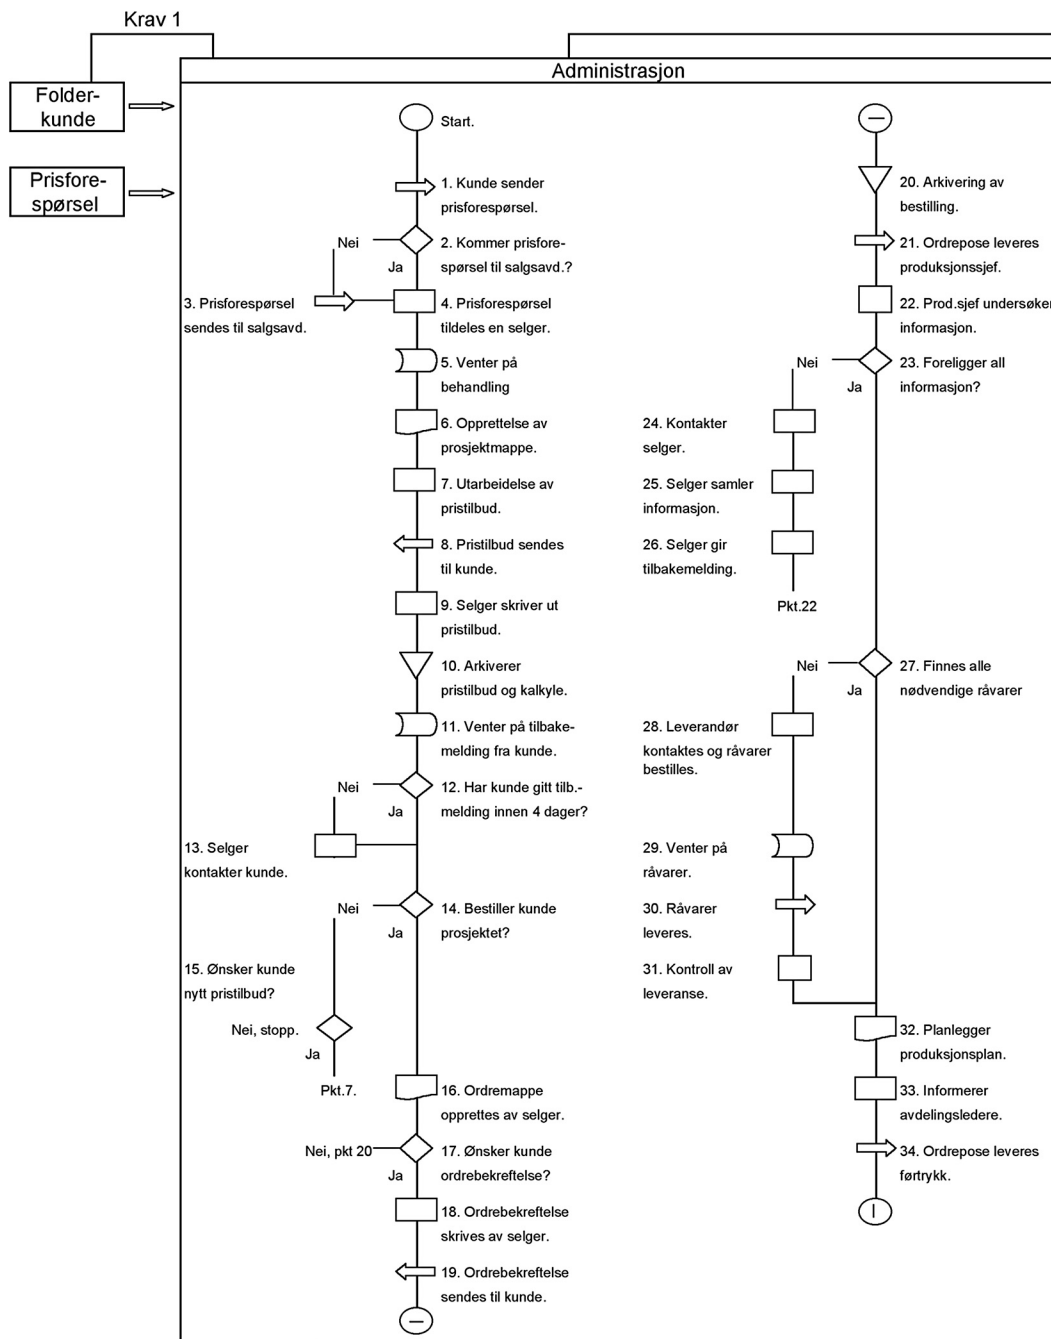 Krav 1
Administrasjon
Folder-
kunde
Prisfore-
spørsel
Start.
1. Kunde sender
prisforespørsel.
Nei
2. Kommer prisfore-
Ja
spørsel til salgsavd.?
3. Prisforespørsel
sendes til salgsavd.
4. Prisforespørsel
tildeles en selger.
5. Venter på
behandling
6. Opprettelse av
prosjektmappe.
7. Utarbeidelse av
pristilbud.
8. Pristilbud sendes
til kunde.
9. Selger skriver ut
pristilbud.
10. Arkiverer
pristilbud og kalkyle.
11. Venter på tilbake-
melding fra kunde.
Nei
12. Har kunde gitt tilb.-
Ja
melding innen 4 dager?
13. Selger
kontakter kunde.
Nei
14. Bestiller kunde
Ja
prosjektet?
15. Ønsker kunde
nytt pristilbud?
Nei, stopp.
Ja
Pkt.7.
16. Ordremappe
opprettes av selger.
Nei, pkt 20
17. Ønsker kunde
Ja
ordrebekreftelse?
18. Ordrebekreftelse
skrives av selger.
19. Ordrebekreftelse
sendes til kunde.
20. Arkivering av
bestilling.
21. Ordrepose leveres
produksjonssjef.
22. Prod.sjef undersøker
informasjon.
Nei
23. Foreligger all
Ja
informasjon?
24. Kontakter
selger.
25. Selger samler
informasjon.
26. Selger gir
tilbakemelding.
Pkt.22
Nei
27. Finnes alle
Ja
nødvendige råvarer
28. Leverandør
kontaktes og råvarer
bestilles.
29. Venter på
råvarer.
30. Råvarer
leveres.
31. Kontroll av
leveranse.
32. Planlegger
produksjonsplan.
33. Informerer
avdelingsledere.
34. Ordrepose leveres
førtrykk.